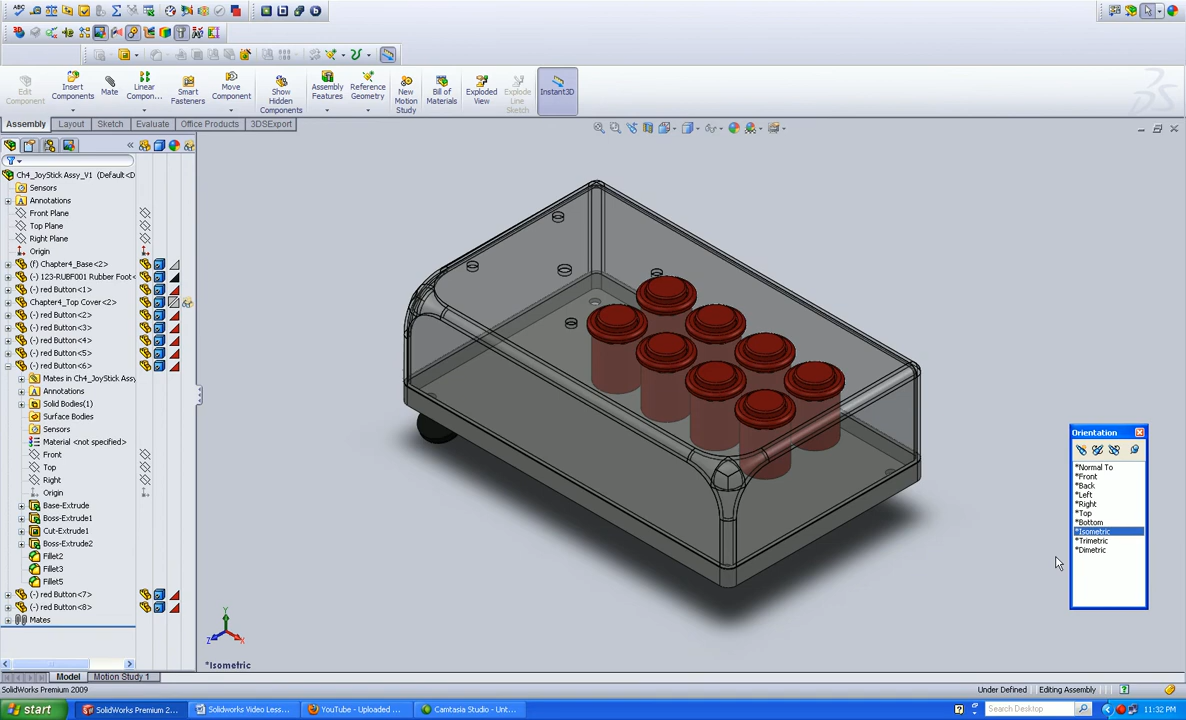 Edit Component
Insert Components
Mate
Linear Compon...
Smart Fasteners
Move Component
Show Hidden Components
Assembly Features
Reference Geometry
New Motion Study
Bill of Materials
Exploded View
Explode Line Sketch
Instant3D
Assembly
Layout
Sketch
Evaluate
Office Products
3DSExport
Ch4_JoyStick Assy_V1 (Default<D
Sensors
Annotations
Front Plane
Top Plane
Right Plane
Origin
(f) Chapter4_Base<2>
(-) 123-RUBF001 Rubber Foot<
(-) red Button<1>
Chapter4_Top Cover<2>
(-) red Button<2>
(-) red Button<3>
(-) red Button<4>
(-) red Button<5>
(-) red Button<6>
Mates in Ch4_JoyStick Assy
Annotations
Solid Bodies(1)
Surface Bodies
Sensors
Material <not specified>
Front
Top
Right
Origin
Base-Extrude
Boss-Extrude1
Cut-Extrude1
Boss-Extrude2
Fillet2
Fillet3
Fillet5
(-) red Button<7>
(-) red Button<8>
Mates
Orientation
*Normal To
*Front
*Back
*Left
*Right
*Top
*Bottom
*Isometric
*Trimetric
*Dimetric
Y
Z
X
*Isometric
Model
Motion Study 1
SolidWorks Premium 2009
Under Defined
Editing Assembly
start
SolidWorks Premium 2...
Solidworks Video Less...
YouTube - Uploaded ...
Camtasia Studio - Unt...
Search Desktop
11:32 PM